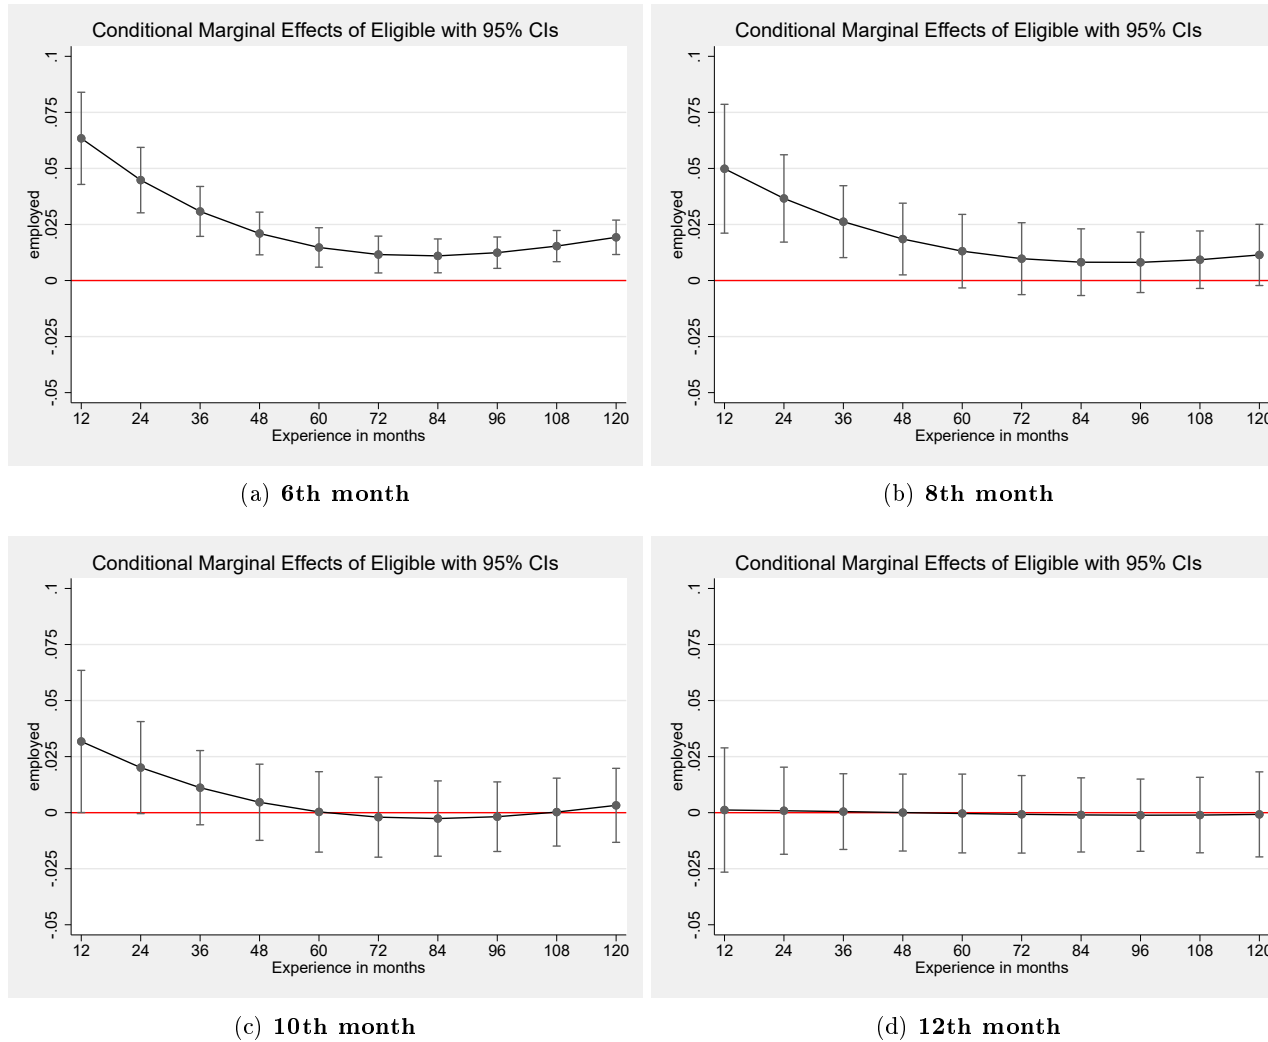 Conditional Marginal Effects of Eligible with 95% CIs
employed
.1
.075
.05
.025
0
-.025
-.05
12 24 36 48 60 72 84 96 108 120
Experience in months
(a) 6th month
Conditional Marginal Effects of Eligible with 95% CIs
employed
.1
.075
.05
.025
0
-.025
-.05
12 24 36 48 60 72 84 96 108 120
Experience in months
(b) 8th month
Conditional Marginal Effects of Eligible with 95% CIs
employed
.1
.075
.05
.025
0
-.025
-.05
12 24 36 48 60 72 84 96 108 120
Experience in months
(c) 10th month
Conditional Marginal Effects of Eligible with 95% CIs
employed
.1
.075
.05
.025
0
-.025
-.05
12 24 36 48 60 72 84 96 108 120
Experience in months
(d) 12th month